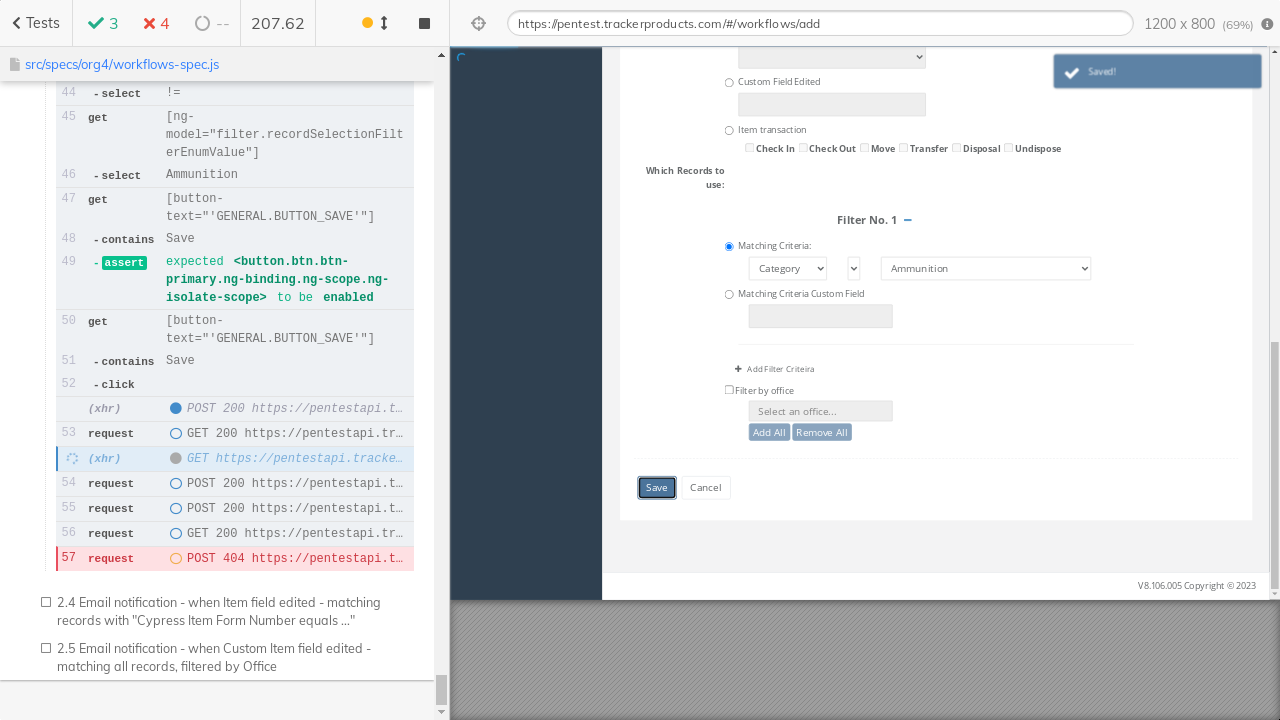 Tests
3
4
--
207.62
https://pentest.trackerproducts.com/#/workflows/add
1200 x 800 (69%)
src/specs/org4/workflows-spec.js
44 - select !=
45 get [ng-
model="filter.recordSelectionFilt
erEnumValue"]
46 - select Ammunition
47 get [button-
text="'GENERAL.BUTTON_SAVE'"]
48 - contains Save
49 - assert expected <button.btn.btn-
primary.ng-binding.ng-scope.ng-
isolate-scope> to be enabled
50 get [button-
text="'GENERAL.BUTTON_SAVE'"]
51 - contains Save
52 - click
(xhr) POST 200 https://pentestapi.t…
53 request GET 200 https://pentestapi.tr…
(xhr) GET https://pentestapi.tracke…
54 request POST 200 https://pentestapi.t…
55 request POST 200 https://pentestapi.t…
56 request GET 200 https://pentestapi.tr…
57 request POST 404 https://pentestapi.t…
2.4 Email notification - when Item field edited - matching
records with "Cypress Item Form Number equals ..."
2.5 Email notification - when Custom Item field edited -
matching all records, filtered by Office
Saved!
Custom Field Edited
Item transaction
Check In Check Out Move Transfer Disposal Undispose
Which Records to
use:
Filter No. 1
Matching Criteria:
Category Ammunition
Matching Criteria Custom Field
Add Filter Criteira
Filter by office
Select an office...
Add All Remove All
Save Cancel
V8.106.005 Copyright © 2023